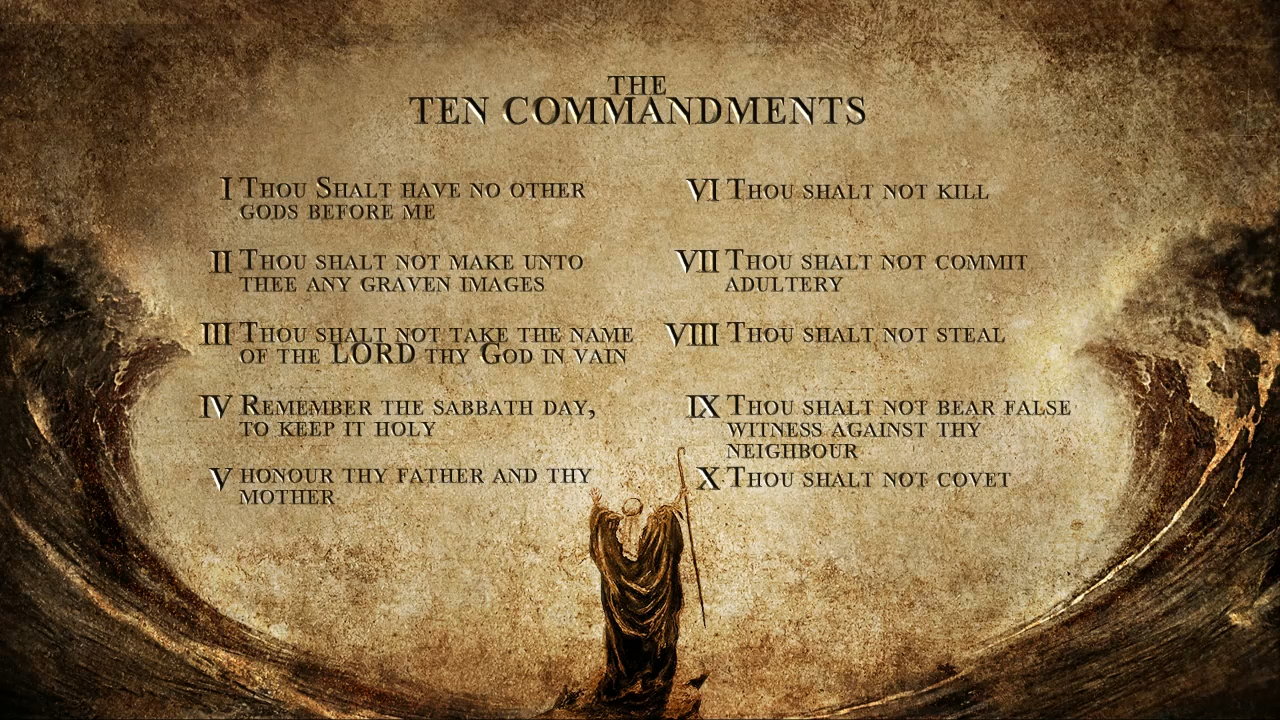 THE
TEN COMMANDMENTS
I THOU SHALT HAVE NO OTHER
GODS BEFORE ME
II THOU SHALT NOT MAKE UNTO
THEE ANY GRAVEN IMAGES
III THOU SHALT NOT TAKE THE NAME
OF THE LORD THY GOD IN VAIN
IV REMEMBER THE SABBATH DAY,
TO KEEP IT HOLY
V HONOUR THY FATHER AND THY
MOTHER
VI THOU SHALT NOT KILL
VII THOU SHALT NOT COMMIT
ADULTERY
VIII THOU SHALT NOT STEAL
IX THOU SHALT NOT BEAR FALSE
WITNESS AGAINST THY
NEIGHBOUR
X THOU SHALT NOT COVET